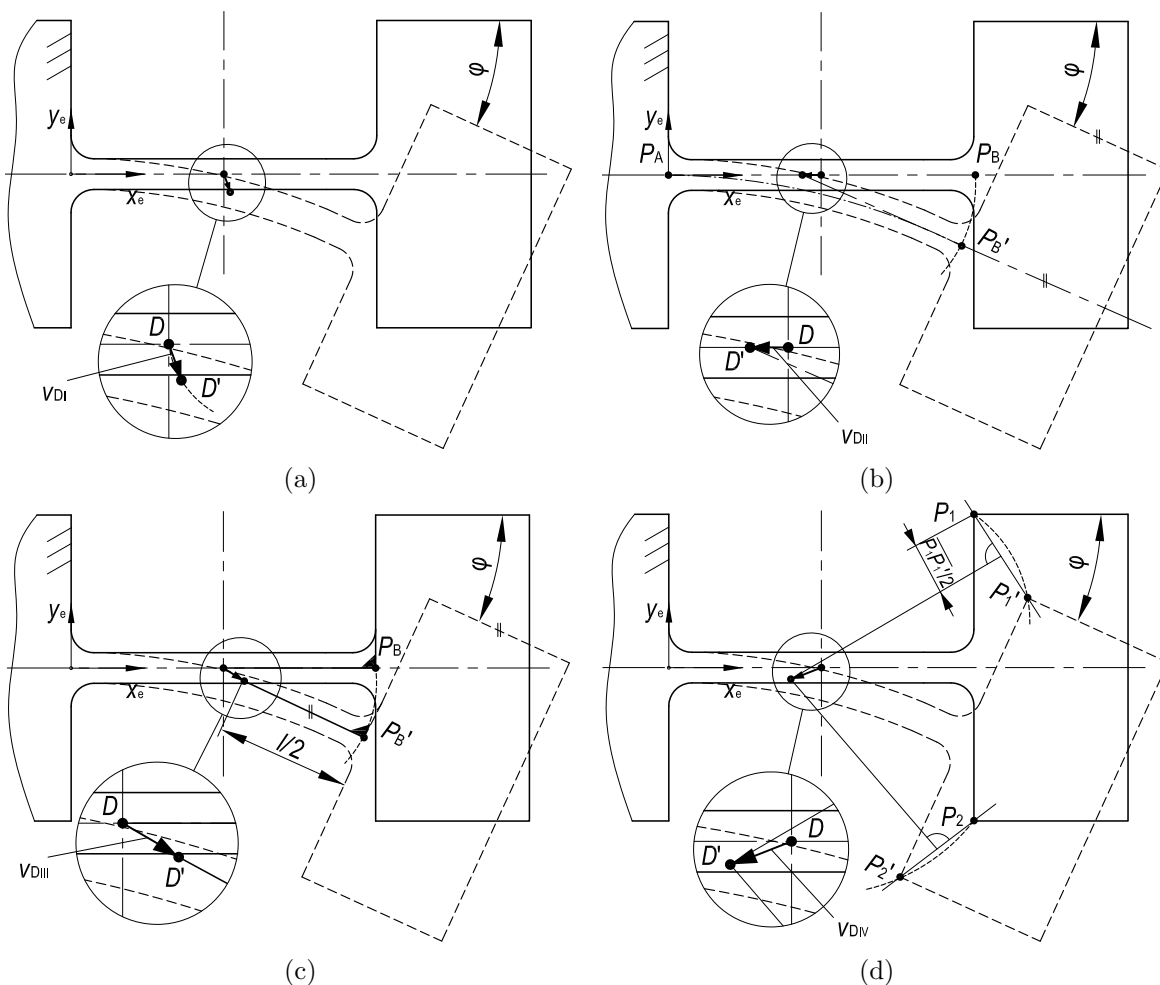 φ
yₑ
xₑ
D
D'
vDI
(a)
φ
yₑ
PA
PB
xₑ
PB'
D
D'
vDII
(b)
φ
yₑ
PB
xₑ
PB'
l/2
D
D'
vDIII
(c)
P1
φ
P1P1'/2
P1'
yₑ
xₑ
P2
D
D'
P2'
vDIV
(d)